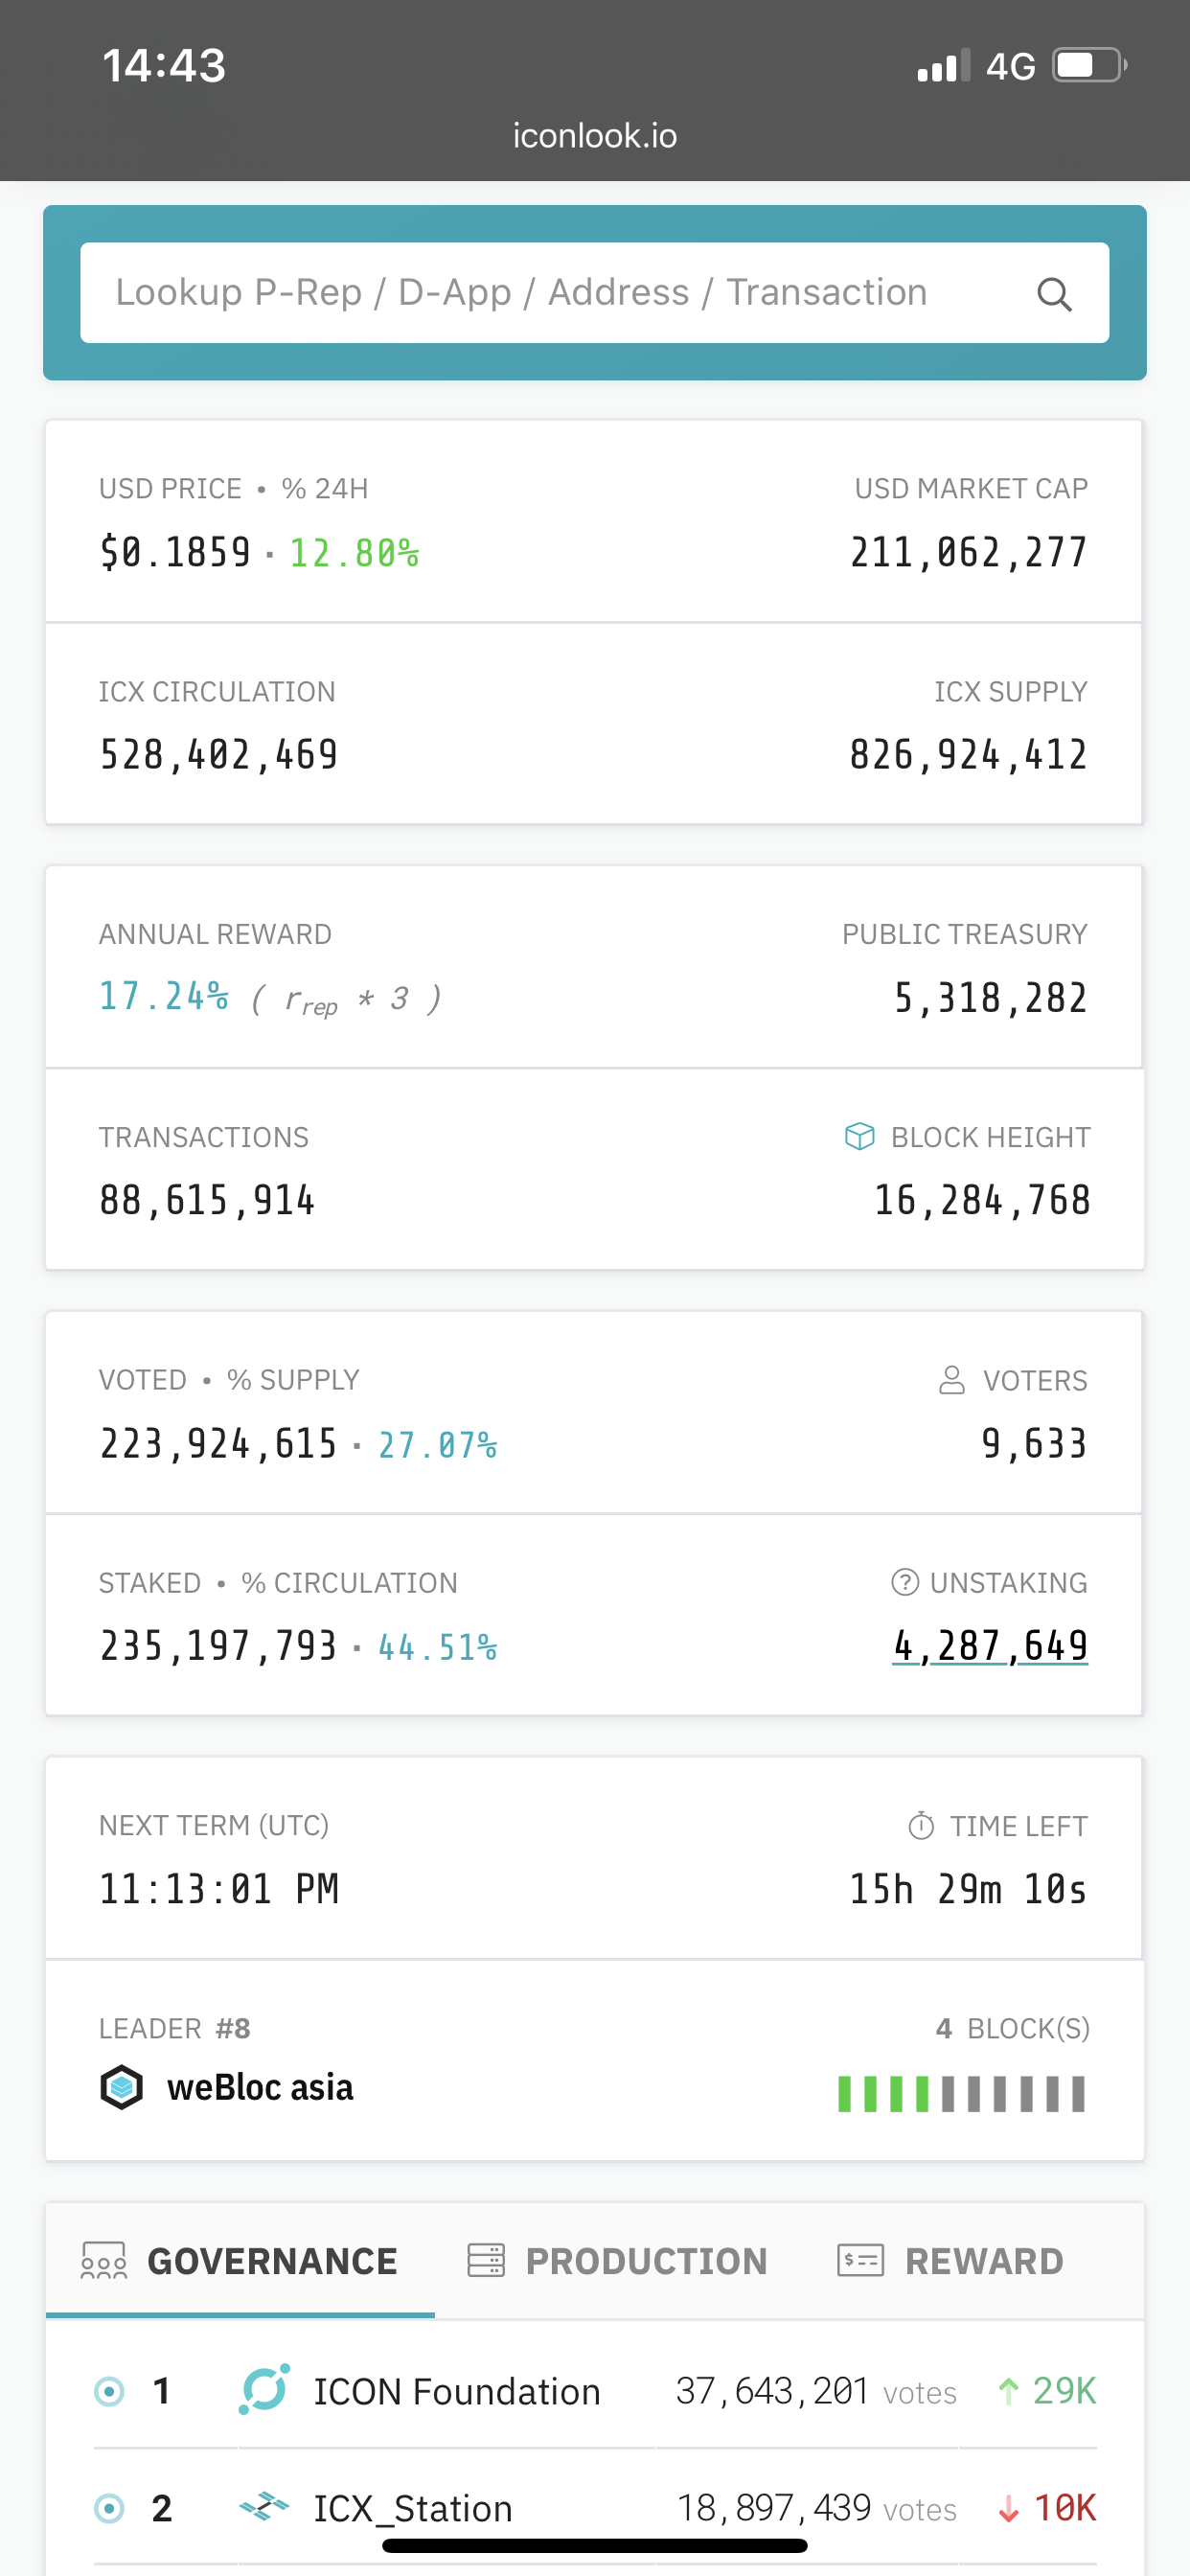 14:43 4G
iconlook.io
Lookup P-Rep / D-App / Address / Transaction
USD PRICE • % 24H USD MARKET CAP
$0.1859 · 12.80% 211,062,277
ICX CIRCULATION ICX SUPPLY
528,402,469 826,924,412
ANNUAL REWARD PUBLIC TREASURY
17.24% ( rrep * 3 ) 5,318,282
TRANSACTIONS BLOCK HEIGHT
88,615,914 16,284,768
VOTED • % SUPPLY VOTERS
223,924,615 · 27.07% 9,633
STAKED • % CIRCULATION ? UNSTAKING
235,197,793 · 44.51% 4,287,649
NEXT TERM (UTC) TIME LEFT
11:13:01 PM 15h 29m 10s
LEADER #8 4 BLOCK(S)
weBloc asia
GOVERNANCE PRODUCTION REWARD
1 ICON Foundation 37,643,201 votes ↑ 29K
2 ICX_Station 18,897,439 votes ↓ 10K